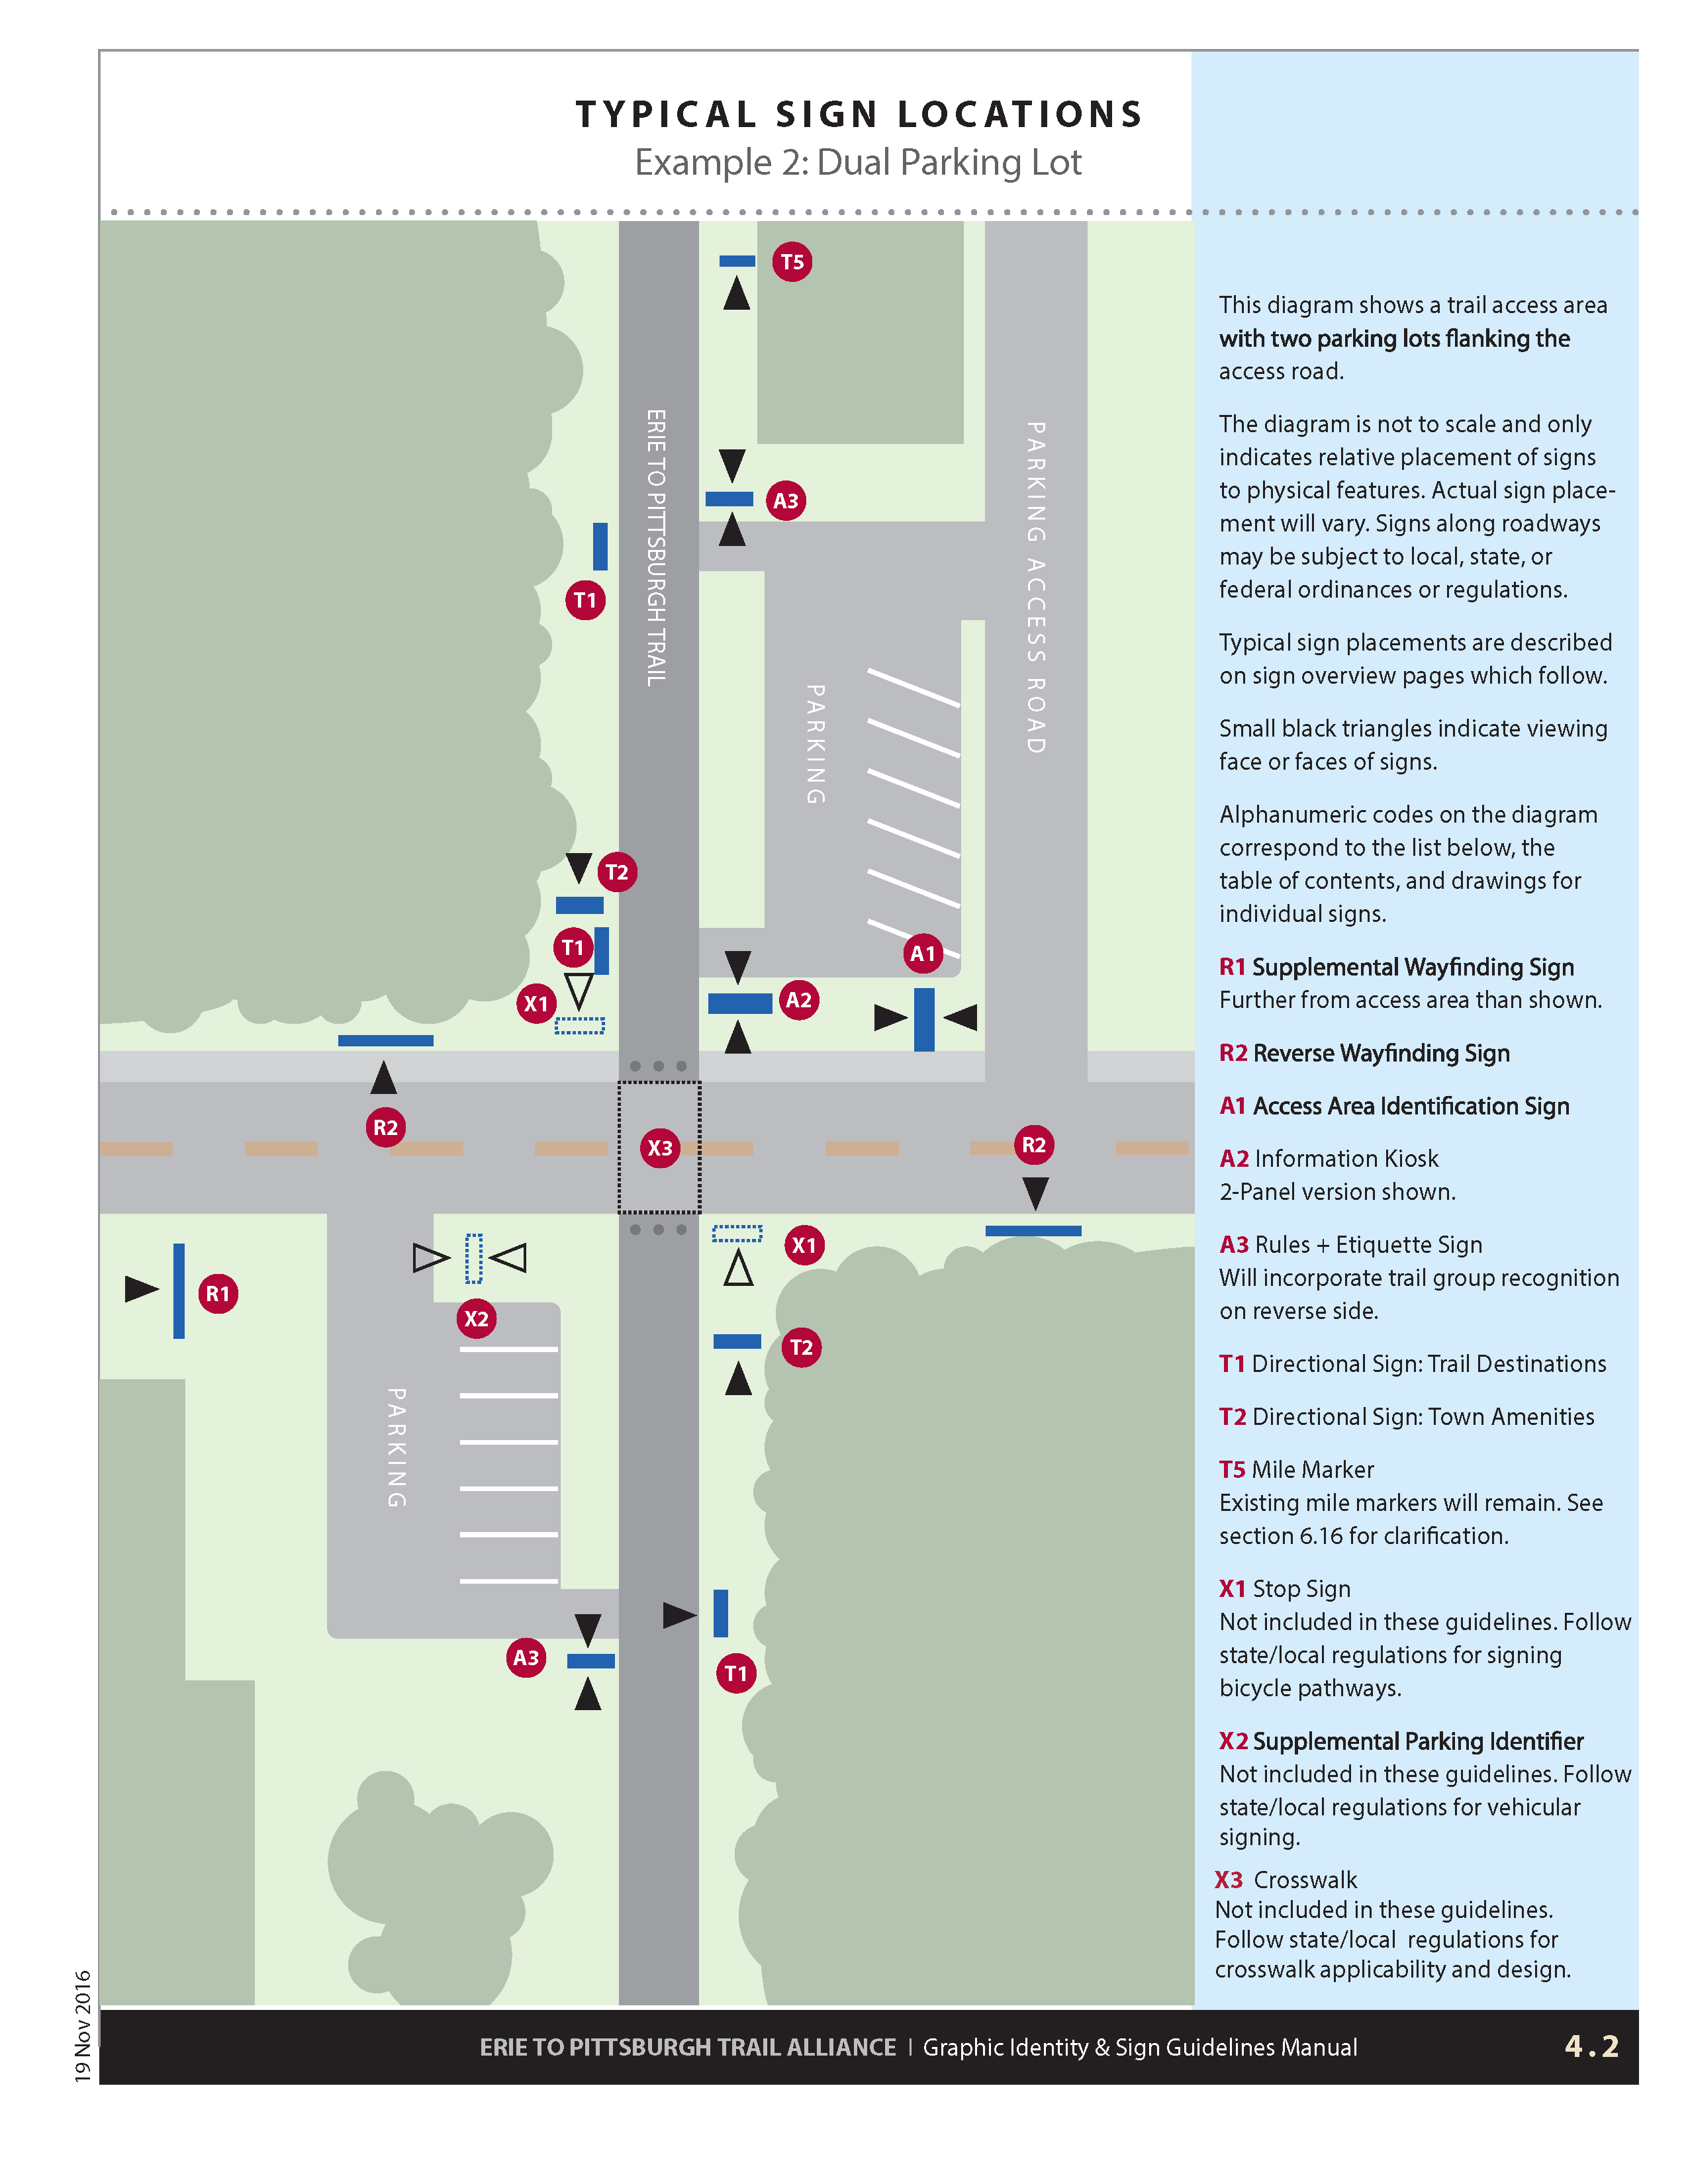 TYPICAL SIGN LOCATIONS
Example 2: Dual Parking Lot
T5
A3
T1
ERIE TO PITTSBURGH TRAIL
PARKING ACCESS ROAD
PARKING
T2
T1
X1
A2
A1
R2
X3
R2
R1
X2
X1
T2
PARKING
A3
T1
This diagram shows a trail access area
with two parking lots flanking the
access road.
The diagram is not to scale and only
indicates relative placement of signs
to physical features. Actual sign place-
ment will vary. Signs along roadways
may be subject to local, state, or
federal ordinances or regulations.
Typical sign placements are described
on sign overview pages which follow.
Small black triangles indicate viewing
face or faces of signs.
Alphanumeric codes on the diagram
correspond to the list below, the
table of contents, and drawings for
individual signs.
R1 Supplemental Wayfinding Sign
Further from access area than shown.
R2 Reverse Wayfinding Sign
A1 Access Area Identification Sign
A2 Information Kiosk
2-Panel version shown.
A3 Rules + Etiquette Sign
Will incorporate trail group recognition
on reverse side.
T1 Directional Sign: Trail Destinations
T2 Directional Sign: Town Amenities
T5 Mile Marker
Existing mile markers will remain. See
section 6.16 for clarification.
X1 Stop Sign
Not included in these guidelines. Follow
state/local regulations for signing
bicycle pathways.
X2 Supplemental Parking Identifier
Not included in these guidelines. Follow
state/local regulations for vehicular
signing.
X3 Crosswalk
Not included in these guidelines.
Follow state/local regulations for
crosswalk applicability and design.
19 Nov 2016
ERIE TO PITTSBURGH TRAIL ALLIANCE | Graphic Identity & Sign Guidelines Manual
4.2